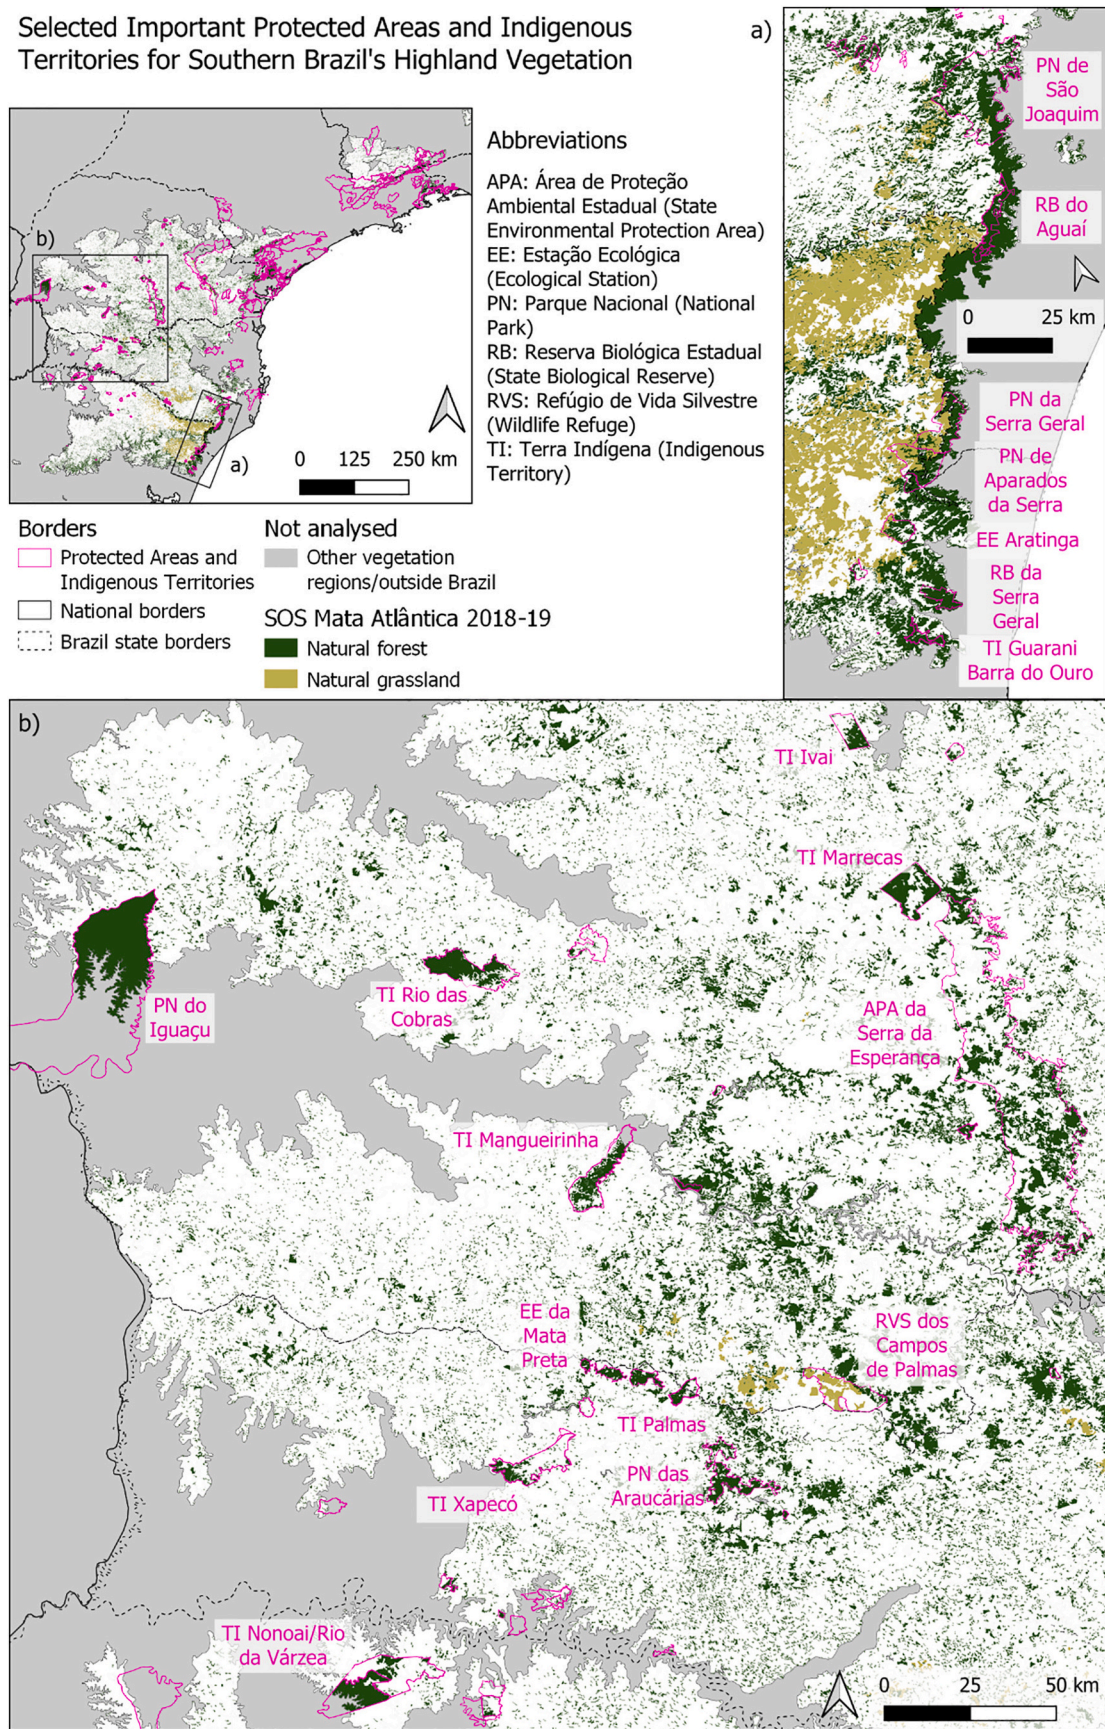 Selected Important Protected Areas and Indigenous
Territories for Southern Brazil's Highland Vegetation
b)
a)
0 125 250 km
Abbreviations
APA: Área de Proteção
Ambiental Estadual (State
Environmental Protection Area)
EE: Estação Ecológica
(Ecological Station)
PN: Parque Nacional (National
Park)
RB: Reserva Biológica Estadual
(State Biological Reserve)
RVS: Refúgio de Vida Silvestre
(Wildlife Refuge)
TI: Terra Indígena (Indigenous
Territory)
Borders
Protected Areas and
Indigenous Territories
National borders
Brazil state borders
Not analysed
Other vegetation
regions/outside Brazil
SOS Mata Atlântica 2018-19
Natural forest
Natural grassland
a)
PN de
São
Joaquim
RB do
Aguaí
0 25 km
PN da
Serra Geral
PN de
Aparados
da Serra
EE Aratinga
RB da
Serra
Geral
TI Guarani
Barra do Ouro
b)
TI Ivai
TI Marrecas
PN do
Iguaçu
TI Rio das
Cobras
APA da
Serra da
Esperança
TI Mangueirinha
EE da
Mata
Preta
RVS dos
Campos
de Palmas
TI Palmas
PN das
Araucárias
TI Xapecó
TI Nonoai/Rio
da Várzea
0 25 50 km